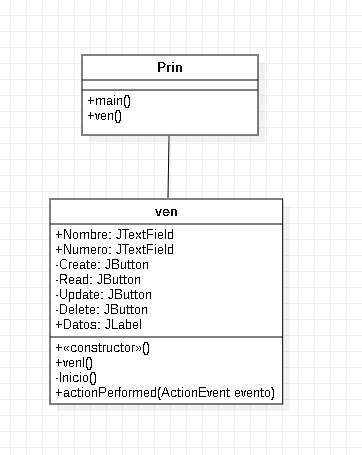 Prin
+main()
+ven()
ven
+Nombre: JTextField
+Numero: JTextField
-Create: JButton
-Read: JButton
-Update: JButton
-Delete: JButton
+Datos: JLabel
+«constructor»()
+venI()
-Inicio()
+actionPerformed(ActionEvent evento)